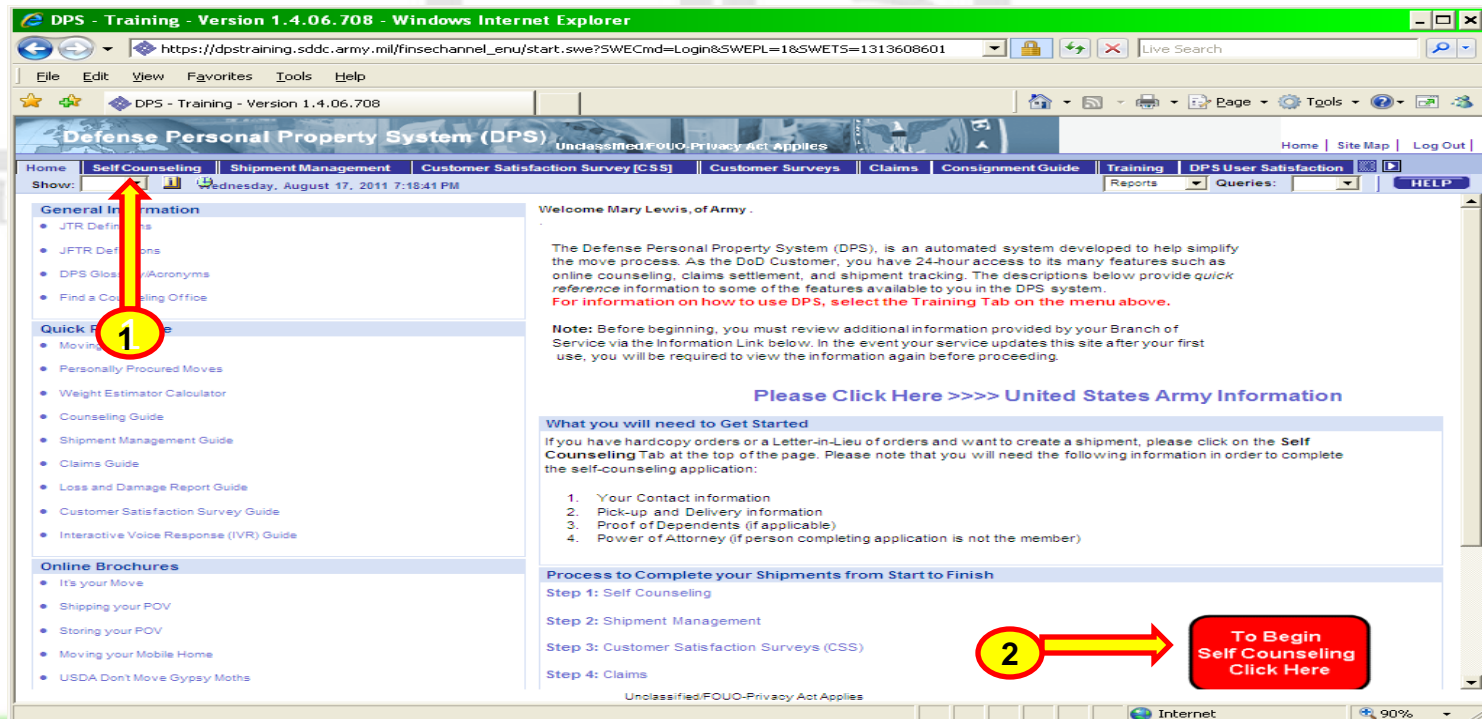 DPS - Training - Version 1.4.06.708 - Windows Internet Explorer
https://dpstraining.sddc.army.mil/finsechannel_enu/start.swe?SWECmd=Login&SWEPL=1&SWETS=1313608601
Live Search
File Edit View Favorites Tools Help
DPS - Training - Version 1.4.06.708
Page Tools
Defense Personal Property System (DPS)
Unclassified/FOUO-Privacy Act Applies
Home | Site Map | Log Out |
Home Self Counseling Shipment Management Customer Satisfaction Survey [CSS] Customer Surveys Claims Consignment Guide Training DPS User Satisfaction
Show: Wednesday, August 17, 2011 7:18:41 PM Reports Queries: HELP
General Information
JTR Definitions
JFTR Definitions
DPS Glossary/Acronyms
Find a Counseling Office
1
Quick Reference
Moving
Personally Procured Moves
Weight Estimator Calculator
Counseling Guide
Shipment Management Guide
Claims Guide
Loss and Damage Report Guide
Customer Satisfaction Survey Guide
Interactive Voice Response (IVR) Guide
Online Brochures
It's your Move
Shipping your POV
Storing your POV
Moving your Mobile Home
USDA Don't Move Gypsy Moths
Welcome Mary Lewis, of Army .
.
The Defense Personal Property System (DPS), is an automated system developed to help simplify
the move process. As the DoD Customer, you have 24-hour access to its many features such as
online counseling, claims settlement, and shipment tracking. The descriptions below provide quick
reference information to some of the features available to you in the DPS system.
For information on how to use DPS, select the Training Tab on the menu above.
Note: Before beginning, you must review additional information provided by your Branch of
Service via the Information Link below. In the event your service updates this site after your first
use, you will be required to view the information again before proceeding.
Please Click Here >>>> United States Army Information
What you will need to Get Started
If you have hardcopy orders or a Letter-in-Lieu of orders and want to create a shipment, please click on the Self
Counseling Tab at the top of the page. Please note that you will need the following information in order to complete
the self-counseling application:
1. Your Contact information
2. Pick-up and Delivery information
3. Proof of Dependents (if applicable)
4. Power of Attorney (if person completing application is not the member)
Process to Complete your Shipments from Start to Finish
Step 1: Self Counseling
Step 2: Shipment Management
Step 3: Customer Satisfaction Surveys (CSS)
Step 4: Claims
2
To Begin
Self Counseling
Click Here
Unclassified/FOUO-Privacy Act Applies
Internet 90%